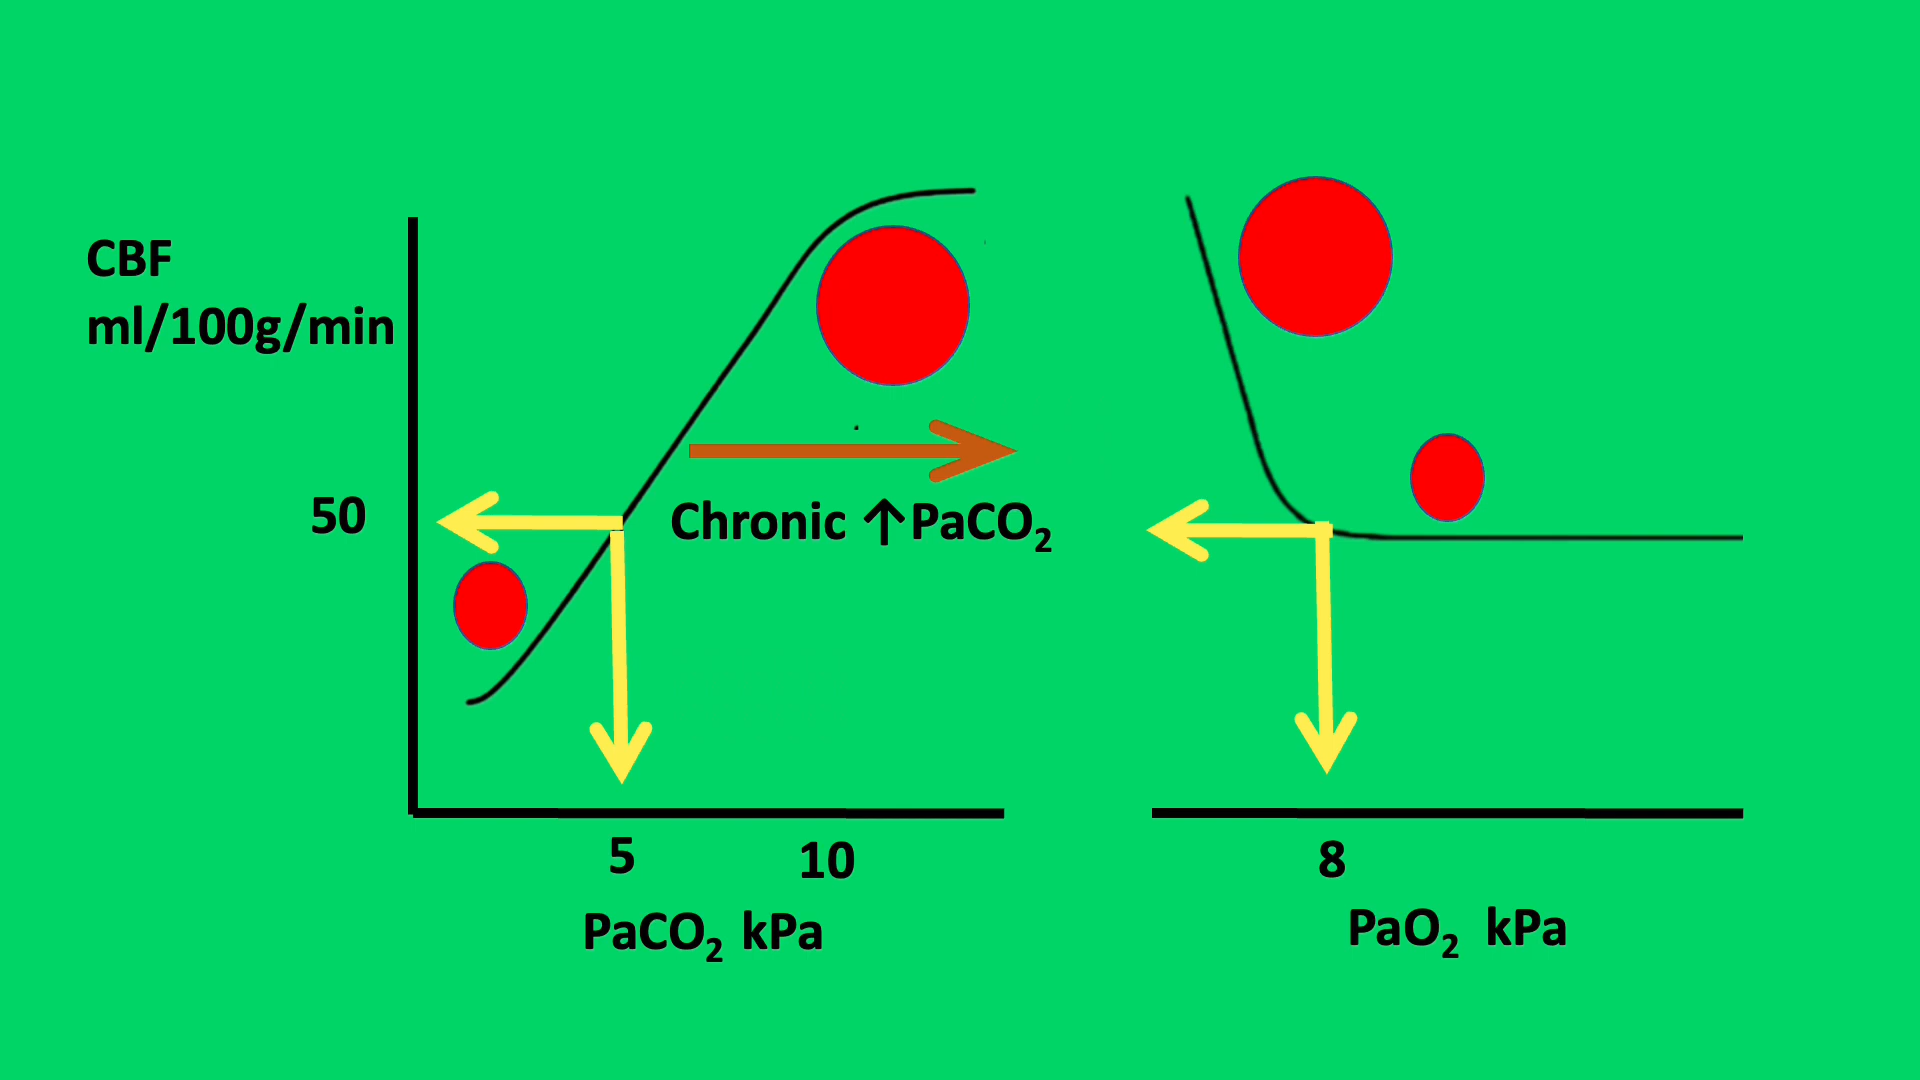 CBF
ml/100g/min
50
Chronic ↑PaCO₂
5
10
8
PaCO₂ kPa
PaO₂ kPa